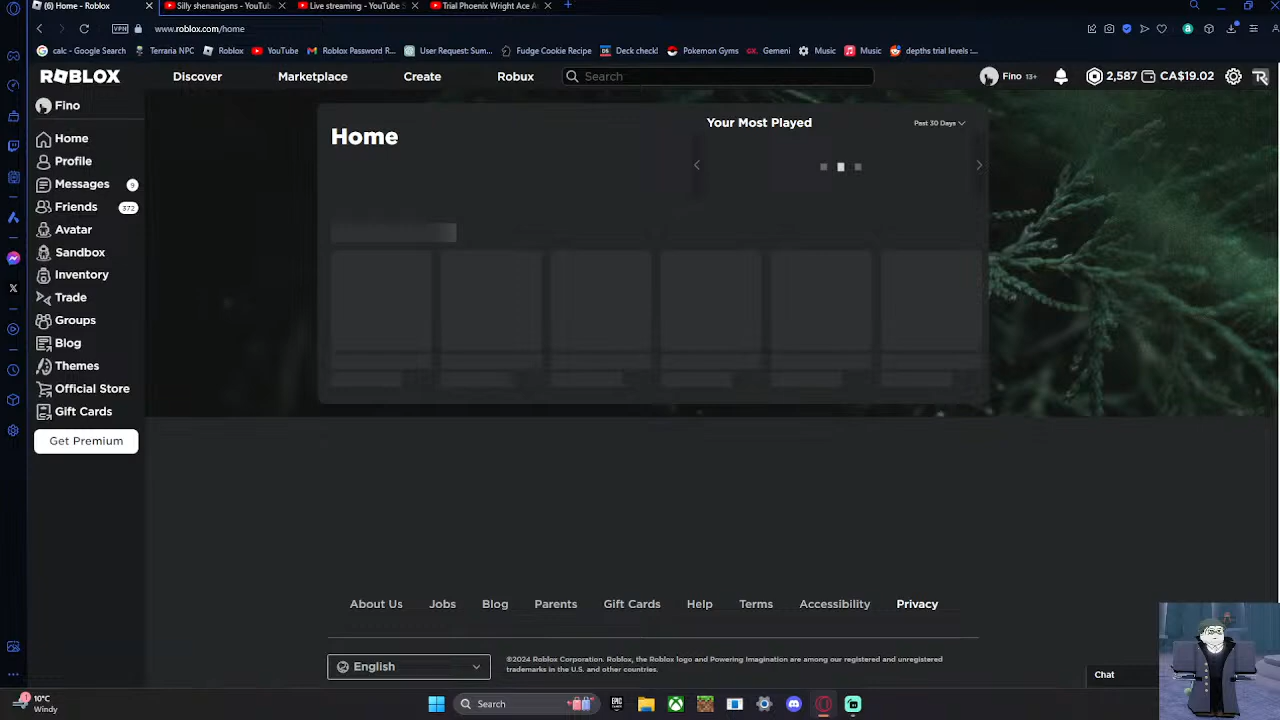 (6) Home - Roblox
Silly shenanigans - YouTub
Live streaming - YouTube S
Trial Phoenix Wright Ace A
VPN
www.roblox.com/home
calc - Google Search
Terraria NPC
Roblox
YouTube
Roblox Password R...
User Request: Sum...
Fudge Cookie Recipe
Deck check!
Pokemon Gyms
GX. Gemeni
Music
Music
depths trial levels :...
ROBLOX
Discover
Marketplace
Create
Robux
Search
Fino 13+
2,587
CA$19.02
Fino
Home
Profile
Messages 9
Friends 372
Avatar
Sandbox
Inventory
Trade
Groups
Blog
Themes
Official Store
Gift Cards
Get Premium
Home
Your Most Played
Past 30 Days
About Us
Jobs
Blog
Parents
Gift Cards
Help
Terms
Accessibility
Privacy
English
©2024 Roblox Corporation. Roblox, the Roblox logo and Powering Imagination are among our registered and unregistered
trademarks in the U.S. and other countries.
Chat
1
10°C
Windy
Search
EPIC